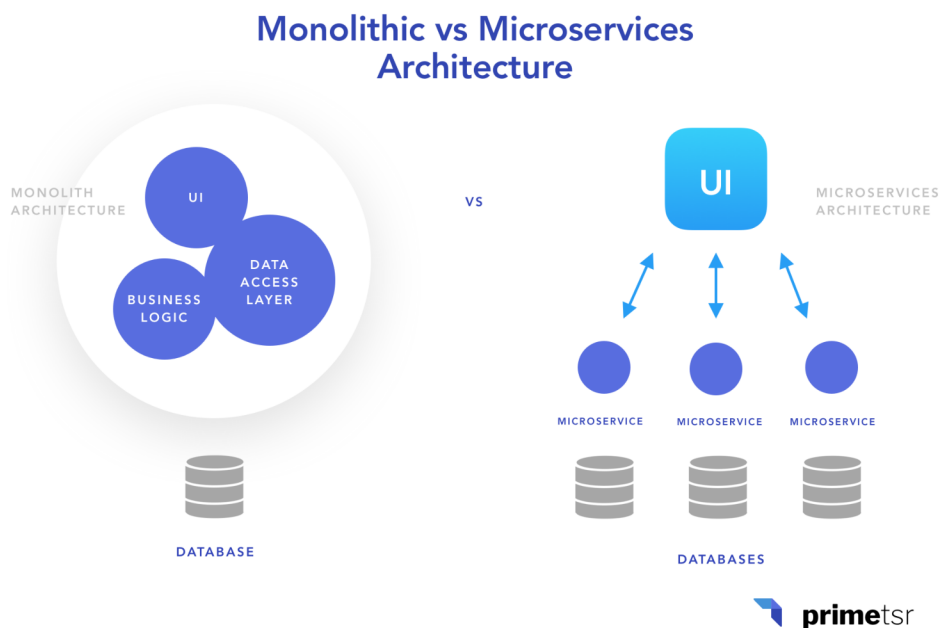 Monolithic vs Microservices
Architecture
MONOLITH
ARCHITECTURE
UI
DATA
ACCESS
LAYER
BUSINESS
LOGIC
DATABASE
VS
UI
MICROSERVICES
ARCHITECTURE
MICROSERVICE
MICROSERVICE
MICROSERVICE
DATABASES
primetsr